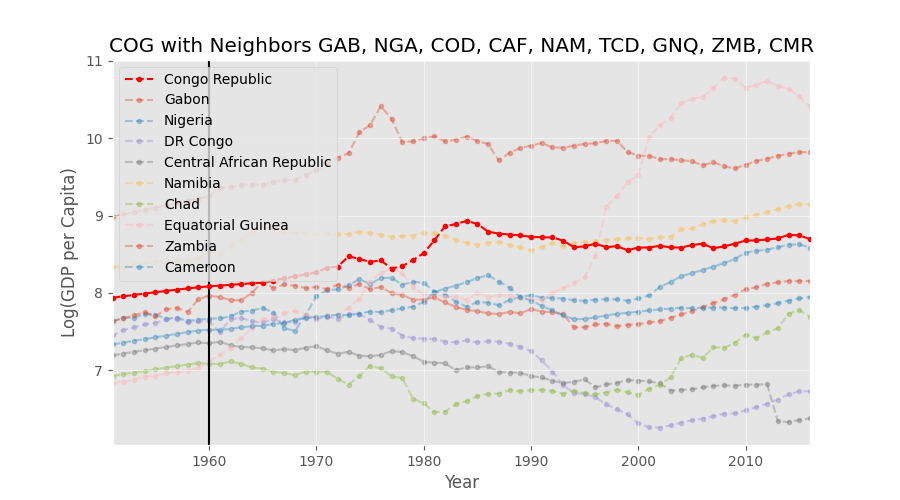 COG with Neighbors GAB, NGA, COD, CAF, NAM, TCD, GNQ, ZMB, CMR
Log(GDP per Capita)
11
10
9
8
7
Congo Republic
Gabon
Nigeria
DR Congo
Central African Republic
Namibia
Chad
Equatorial Guinea
Zambia
Cameroon
1960 1970 1980 1990 2000 2010
Year